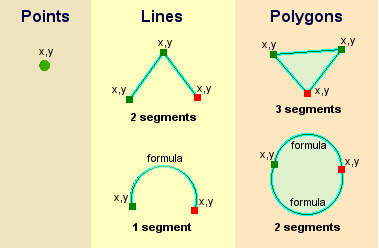 Points
x,y
Lines
x,y
x,y
x,y
2 segments
formula
x,y
x,y
1 segment
Polygons
x,y
x,y
x,y
3 segments
formula
x,y
x,y
formula
2 segments